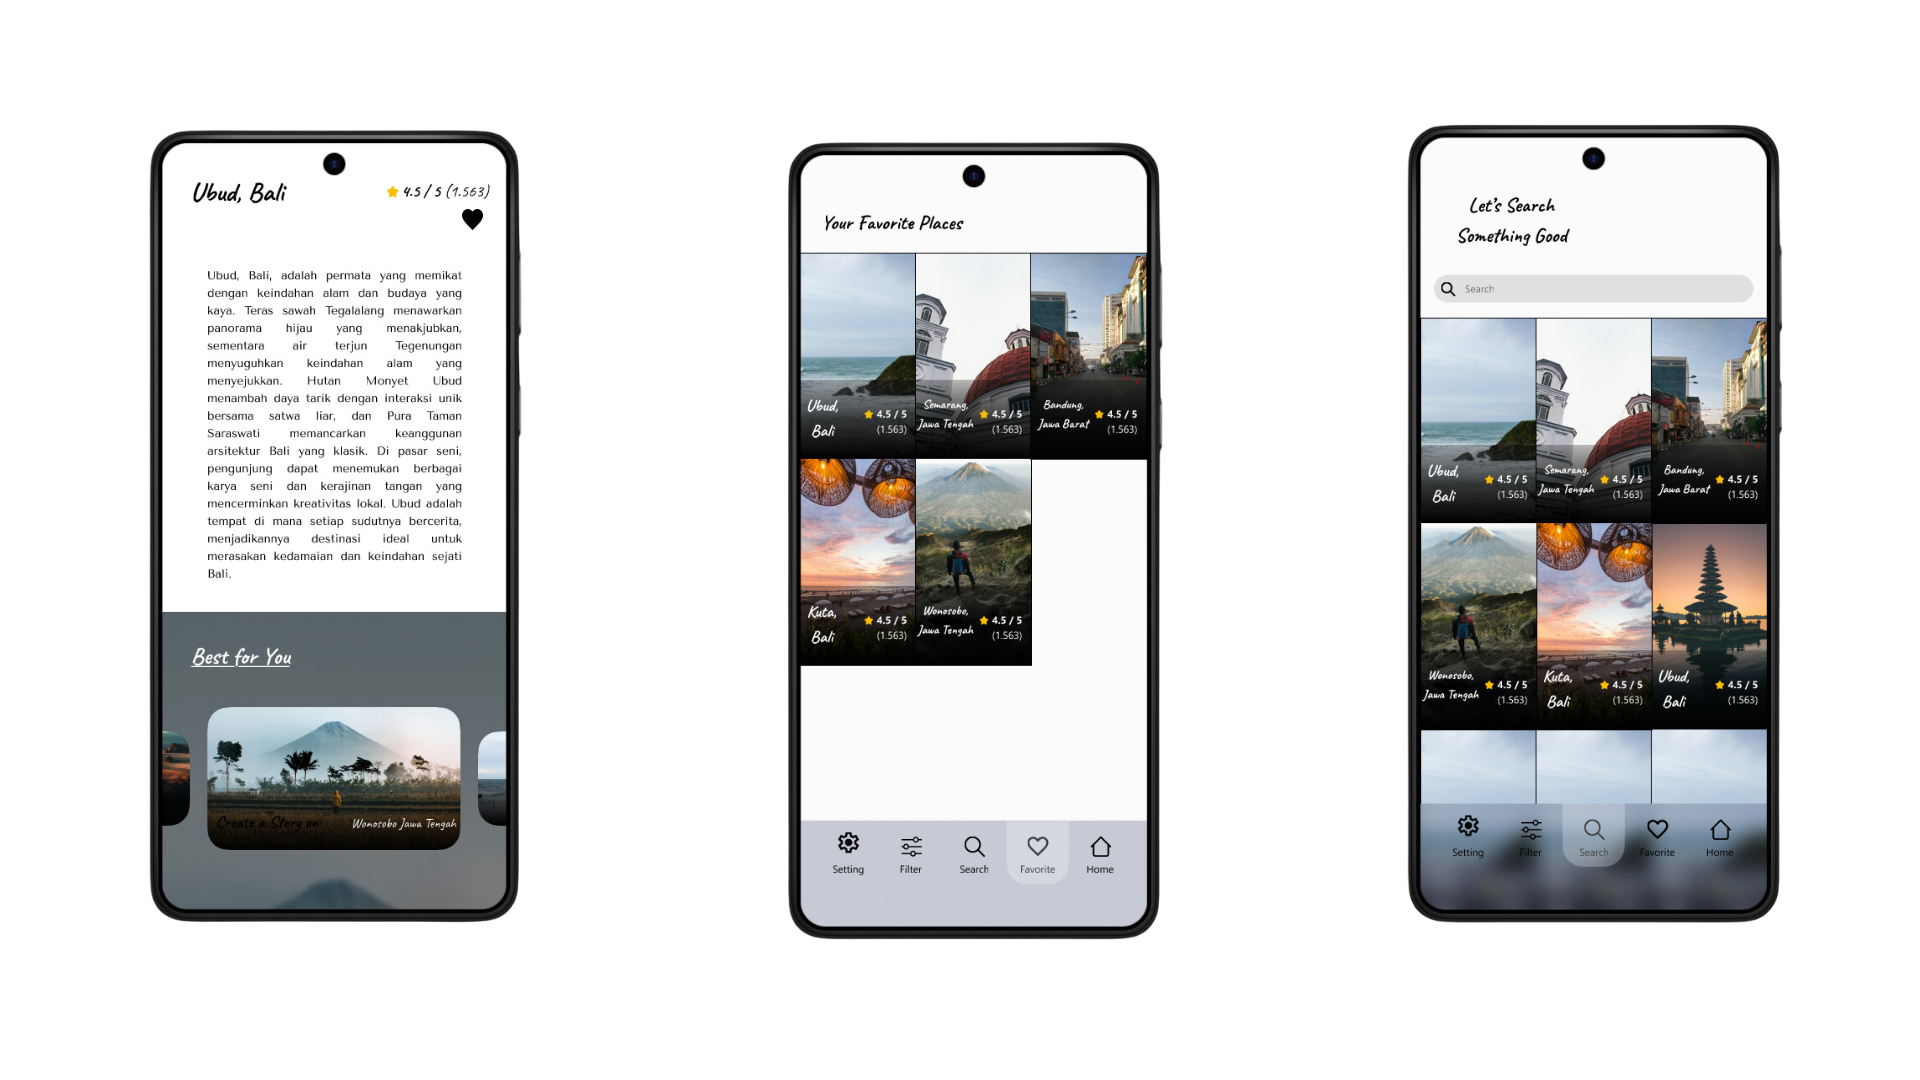 Ubud, Bali
4.5 / 5 (1.563)
Ubud, Bali, adalah permata yang memikat
dengan keindahan alam dan budaya yang
kaya. Teras sawah Tegalalang menawarkan
panorama hijau yang menakjubkan,
sementara air terjun Tegenungan
menyuguhkan keindahan alam yang
menyejukkan. Hutan Monyet Ubud
menambah daya tarik dengan interaksi unik
bersama satwa liar, dan Pura Taman
Saraswati memancarkan keanggunan
arsitektur Bali yang klasik. Di pasar seni,
pengunjung dapat menemukan berbagai
karya seni dan kerajinan tangan yang
mencerminkan kreativitas lokal. Ubud adalah
tempat di mana setiap sudutnya bercerita,
menjadikannya destinasi ideal untuk
merasakan kedamaian dan keindahan sejati
Bali.
Best for You
Create a Story on
Wonosobo Jawa Tengah
Your Favorite Places
Ubud,
Bali
4.5 / 5
(1.563)
Semarang,
Jawa Tengah
4.5 / 5
(1.563)
Bandung,
Jawa Barat
4.5 / 5
(1.563)
Kuta,
Bali
4.5 / 5
(1.563)
Wonosobo,
Jawa Tengah
4.5 / 5
(1.563)
Setting
Filter
Search
Favorite
Home
Let's Search
Something Good
Search
Ubud,
Bali
4.5 / 5
(1.563)
Semarang,
Jawa Tengah
4.5 / 5
(1.563)
Bandung,
Jawa Barat
4.5 / 5
(1.563)
Wonosobo,
Jawa Tengah
4.5 / 5
(1.563)
Kuta,
Bali
4.5 / 5
(1.563)
Ubud,
Bali
4.5 / 5
(1.563)
Setting
Filter
Search
Favorite
Home